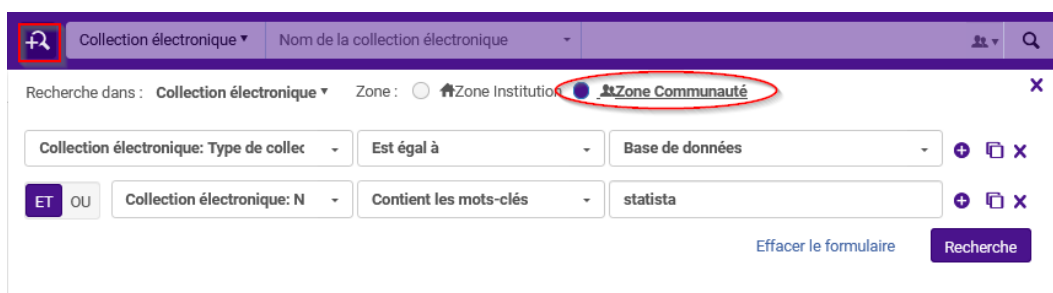 Collection électronique Nom de la collection électronique
Recherche dans : Collection électronique Zone : Zone Institution Zone Communauté
Collection électronique: Type de collec Est égal à Base de données
ET OU Collection électronique: N Contient les mots-clés statista
Effacer le formulaire Recherche